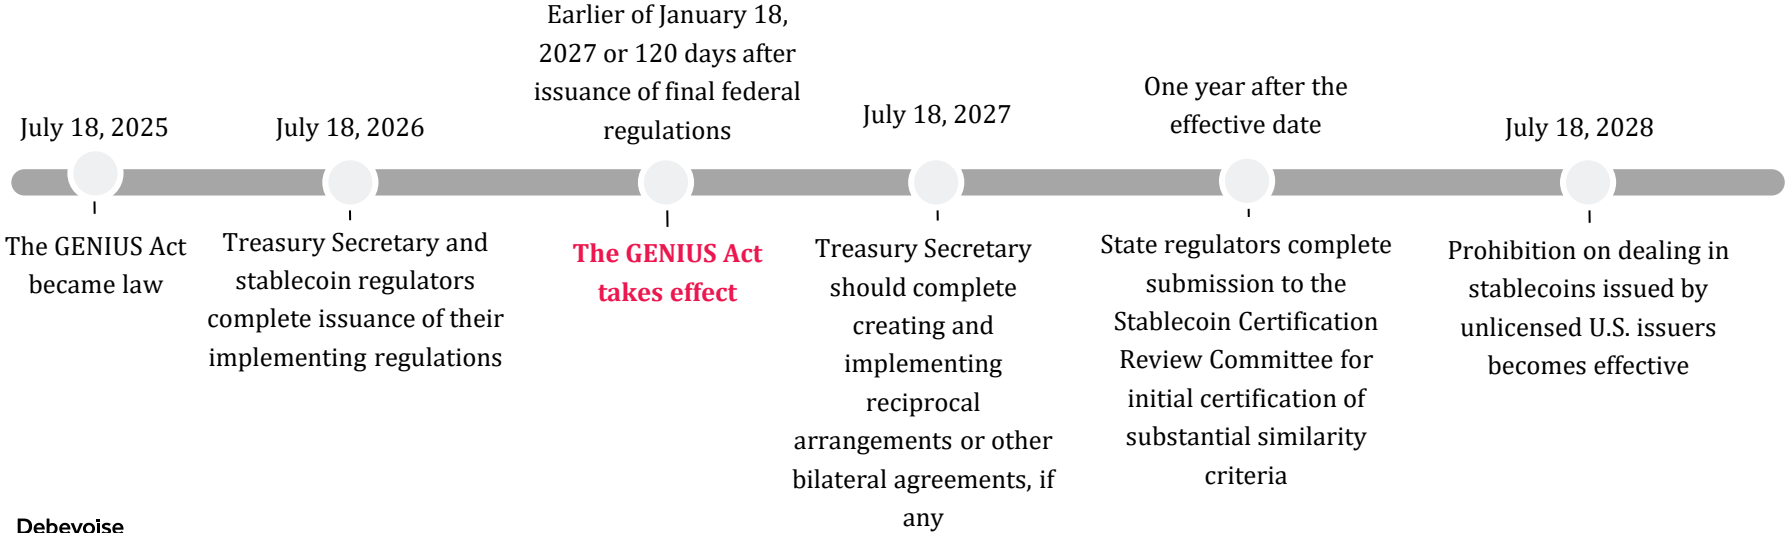 July 18, 2025
The GENIUS Act
became law
July 18, 2026
Treasury Secretary and
stablecoin regulators
complete issuance of their
implementing regulations
Earlier of January 18,
2027 or 120 days after
issuance of final federal
regulations
The GENIUS Act
takes effect
July 18, 2027
Treasury Secretary
should complete
creating and
implementing
reciprocal
arrangements or other
bilateral agreements, if
any
One year after the
effective date
State regulators complete
submission to the
Stablecoin Certification
Review Committee for
initial certification of
substantial similarity
criteria
July 18, 2028
Prohibition on dealing in
stablecoins issued by
unlicensed U.S. issuers
becomes effective
Debevoise